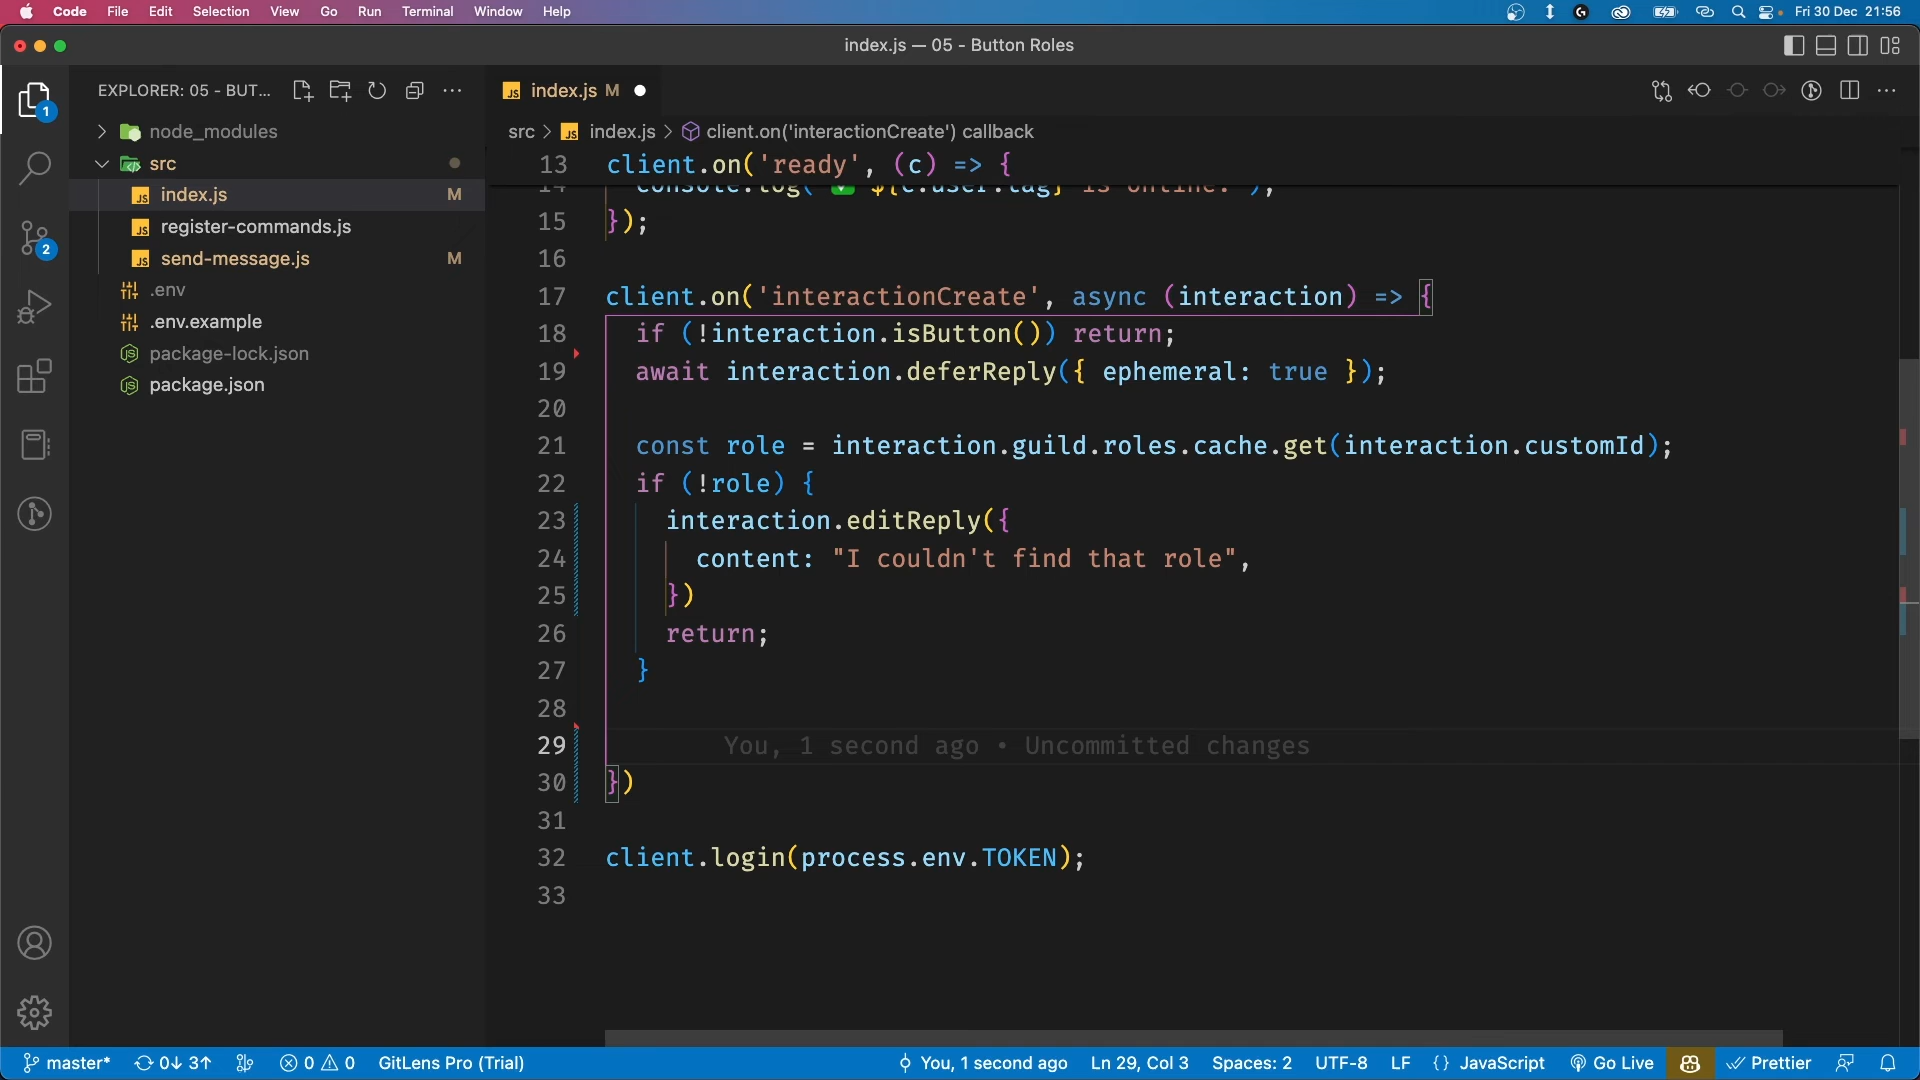 Code File Edit Selection View Go Run Terminal Window Help Fri 30 Dec 21:56
index.js — 05 - Button Roles
EXPLORER: 05 - BUT...
index.js M
node_modules
src > index.js > client.on('interactionCreate') callback
src
index.js M
register-commands.js
send-message.js M
.env
.env.example
package-lock.json
package.json
1
2
13 client.on('ready', (c) => {
14 console.log(`✅ ${c.user.tag} is online.`);
15 });
16
17 client.on('interactionCreate', async (interaction) => {
18 if (!interaction.isButton()) return;
19 await interaction.deferReply({ ephemeral: true });
20
21 const role = interaction.guild.roles.cache.get(interaction.customId);
22 if (!role) {
23 interaction.editReply({
24 content: "I couldn't find that role",
25 })
26 return;
27 }
28
29 You, 1 second ago • Uncommitted changes
30 })
31
32 client.login(process.env.TOKEN);
33
master* 0↓ 3↑ 0 0 GitLens Pro (Trial) You, 1 second ago Ln 29, Col 3 Spaces: 2 UTF-8 LF {} JavaScript Go Live Prettier